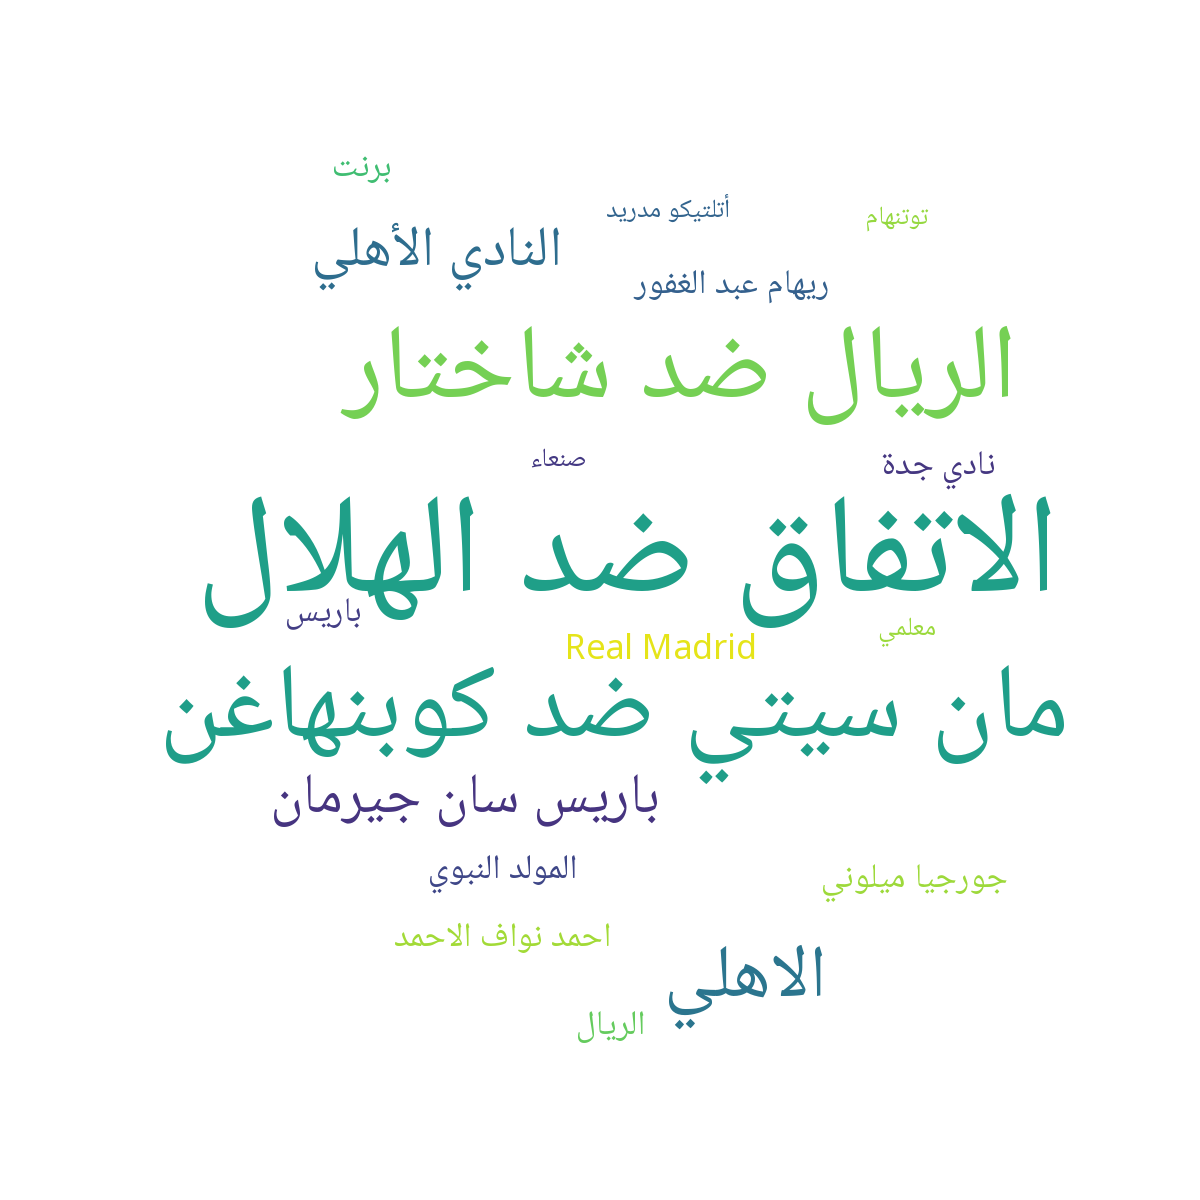 برنت
أتلتيكو مدريد
توتنهام
النادي الأهلي
ريهام عبد الغفور
الريال ضد شاختار
صنعاء
نادي جدة
الاتفاق ضد الهلال
باريس
معلمي
Real Madrid
مان سيتي ضد كوبنهاغن
باريس سان جيرمان
المولد النبوي
جورجيا ميلوني
احمد نواف الاحمد
الاهلي
الريال